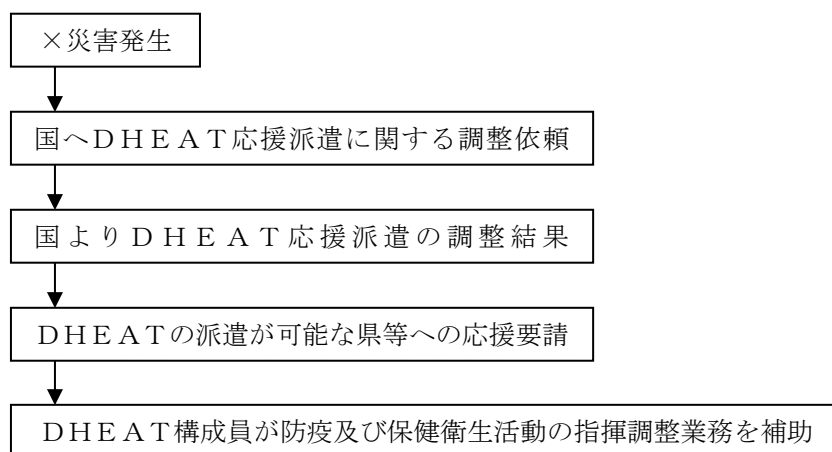 ×災害発生
国へDHEAT応援派遣に関する調整依頼
国よりDHEAT応援派遣の調整結果
DHEATの派遣が可能な県等への応援要請
DHEAT構成員が防疫及び保健衛生活動の指揮調整業務を補助